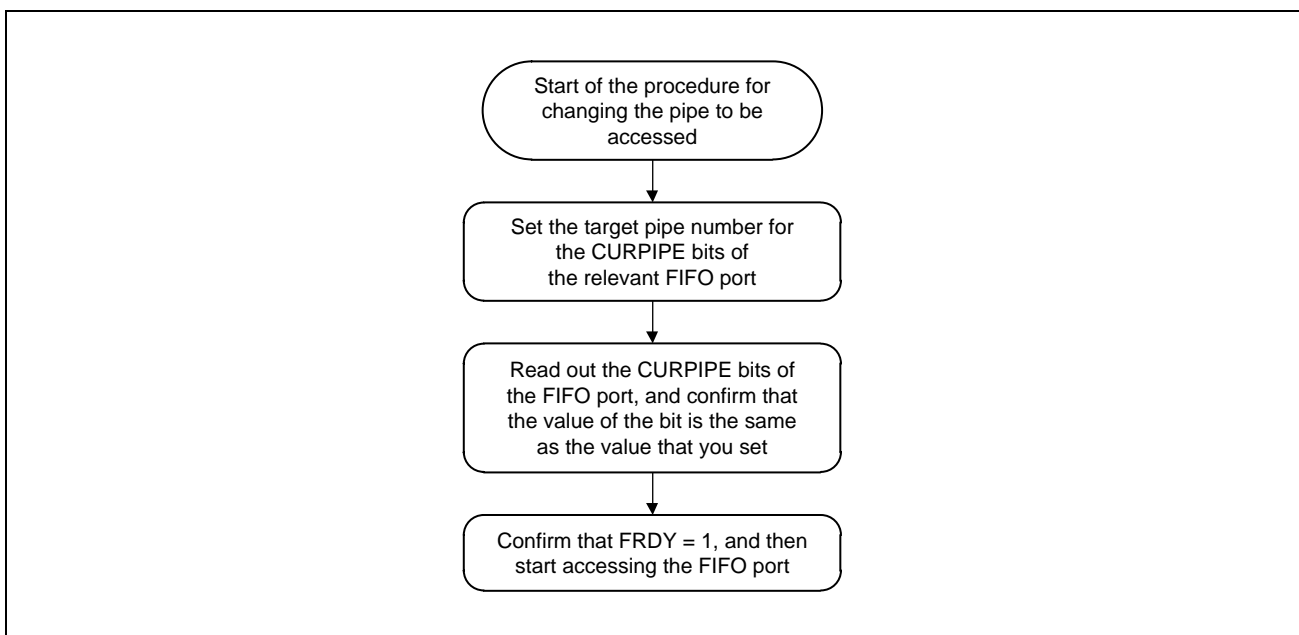 Start of the procedure for
changing the pipe to be
accessed
Set the target pipe number for
the CURPIPE bits of
the relevant FIFO port
Read out the CURPIPE bits of
the FIFO port, and confirm that
the value of the bit is the same
as the value that you set
Confirm that FRDY = 1, and then
start accessing the FIFO port